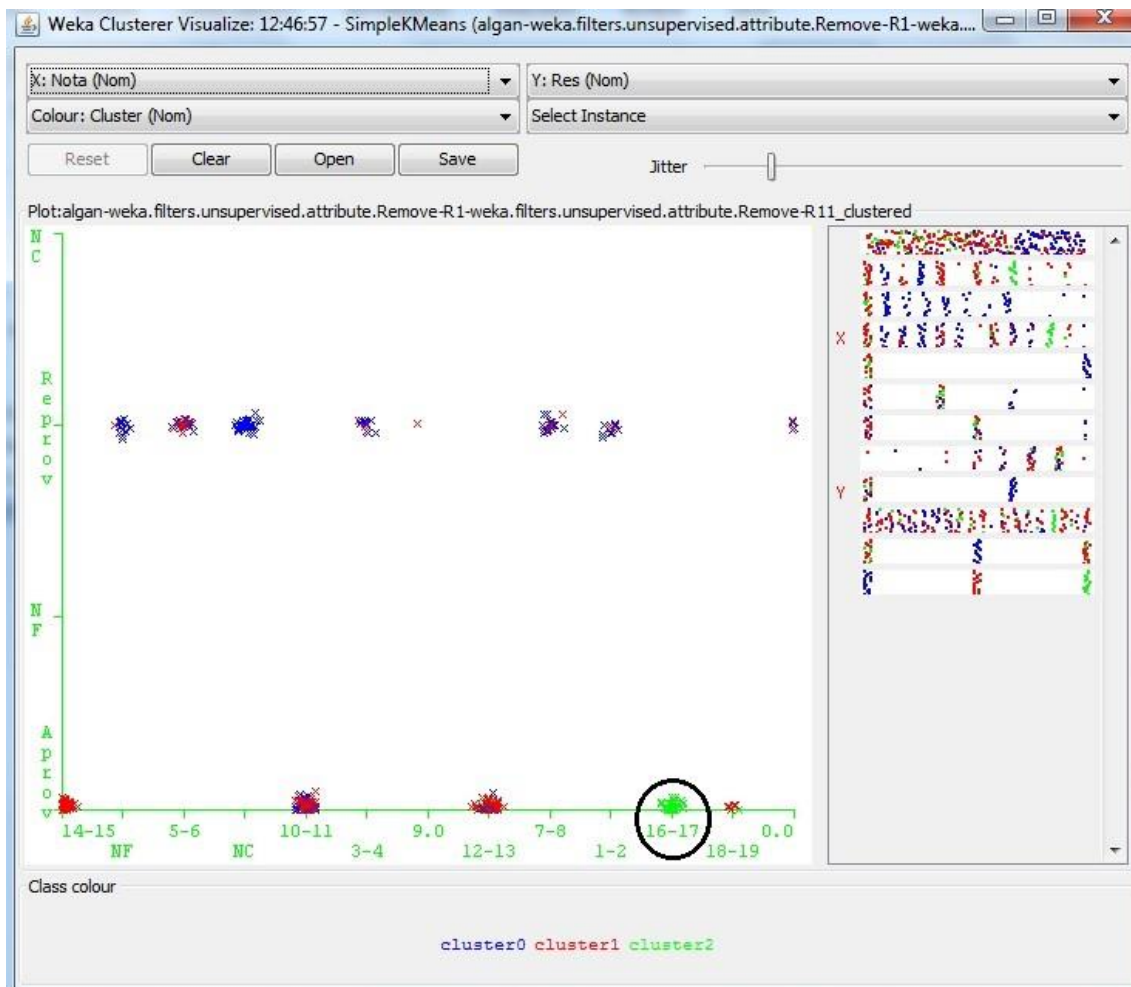 Weka Clusterer Visualize: 12:46:57 - SimpleKMeans (algan-weka.filters.unsupervised.attribute.Remove-R1-weka....
X: Nota (Nom)
Y: Res (Nom)
Colour: Cluster (Nom)
Select Instance
Reset
Clear
Open
Save
Jitter
Plot:algan-weka.filters.unsupervised.attribute.Remove-R1-weka.filters.unsupervised.attribute.Remove-R11_clustered
NC
Reprov
NF
Aprov
X
Y
14-15
5-6
10-11
9.0
7-8
16-17
0.0
NF
NC
3-4
12-13
1-2
18-19
Class colour
cluster0 cluster1 cluster2